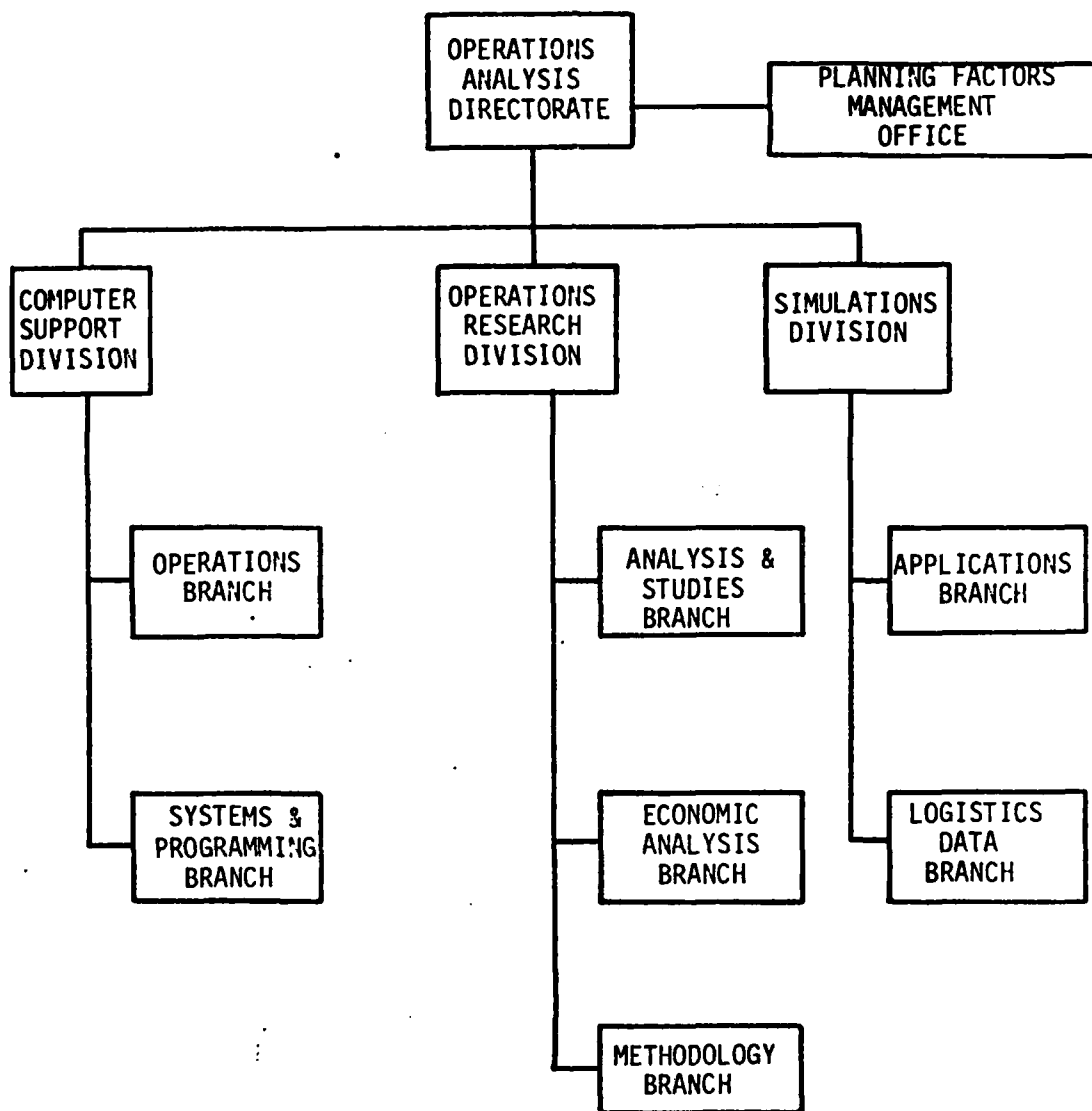 OPERATIONS
ANALYSIS
DIRECTORATE
PLANNING FACTORS
MANAGEMENT
OFFICE
COMPUTER
SUPPORT
DIVISION
OPERATIONS
RESEARCH
DIVISION
SIMULATIONS
DIVISION
OPERATIONS
BRANCH
ANALYSIS &
STUDIES
BRANCH
APPLICATIONS
BRANCH
SYSTEMS &
PROGRAMMING
BRANCH
ECONOMIC
ANALYSIS
BRANCH
LOGISTICS
DATA
BRANCH
METHODOLOGY
BRANCH